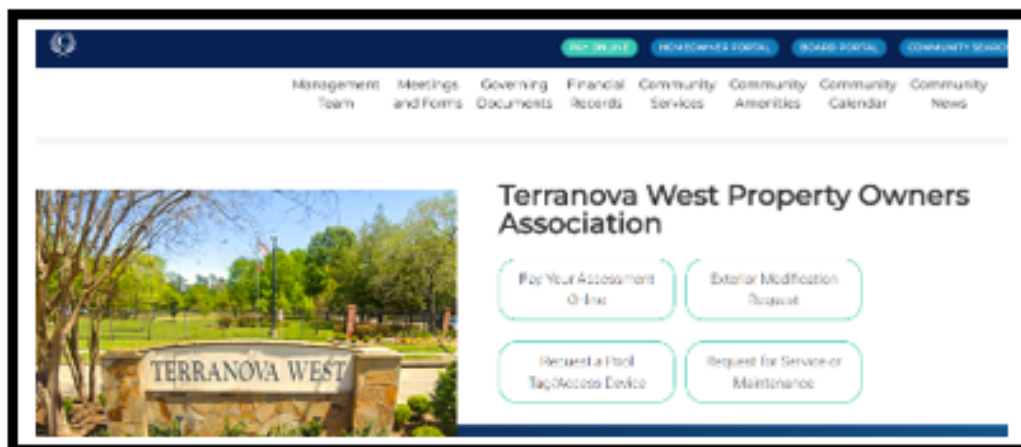 PAY ONLINE HOMEOWNER PORTAL BOARD PORTAL COMMUNITY SEARCH
Management Team
Meetings and Forms
Governing Documents
Financial Records
Community Services
Community Amenities
Community Calendar
Community News
Terranova West Property Owners
Association
Pay Your Assessment
Online
Exterior Modification
Request
Request a Pool
Tag/Access Device
Request for Service or
Maintenance
TERRANOVA WEST